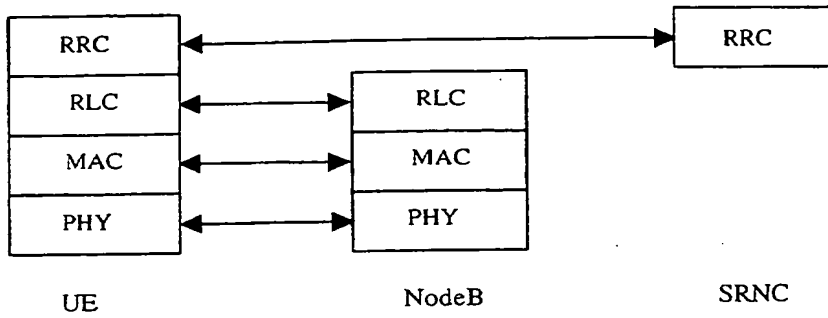 RRC
RRC
RLC
RLC
MAC
MAC
PHY
PHY
UE
NodeB
SRNC